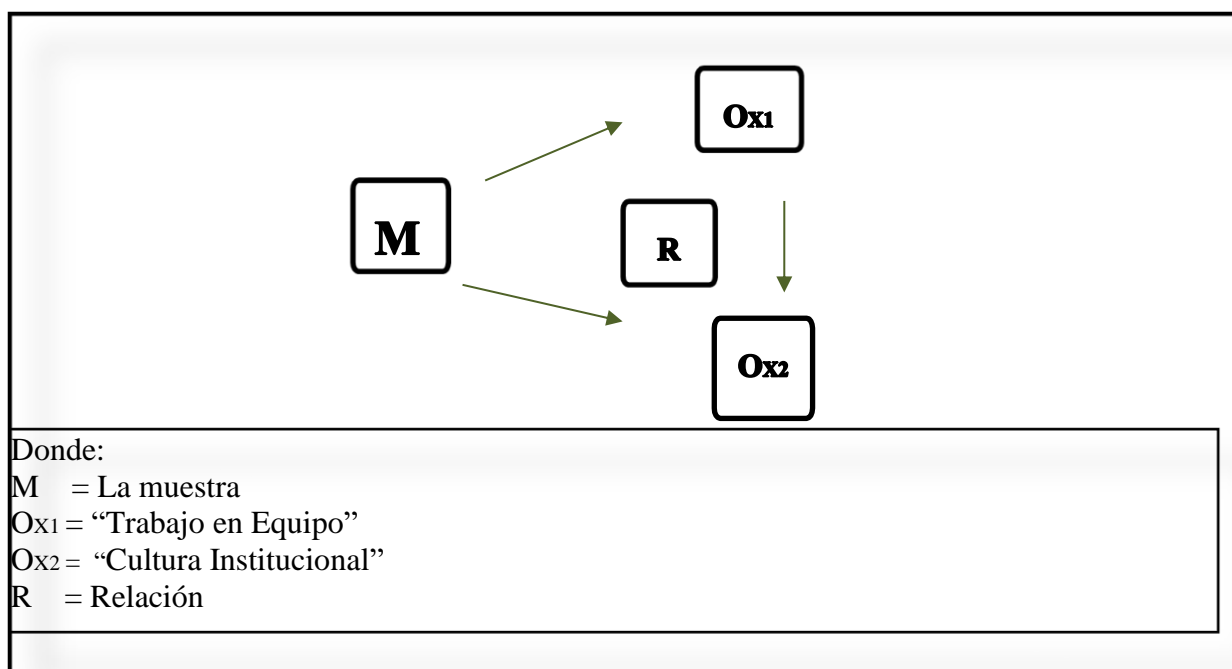 Ox1
M
R
Ox2
Donde:
M = La muestra
Ox1 = “Trabajo en Equipo”
Ox2 = “Cultura Institucional”
R = Relación